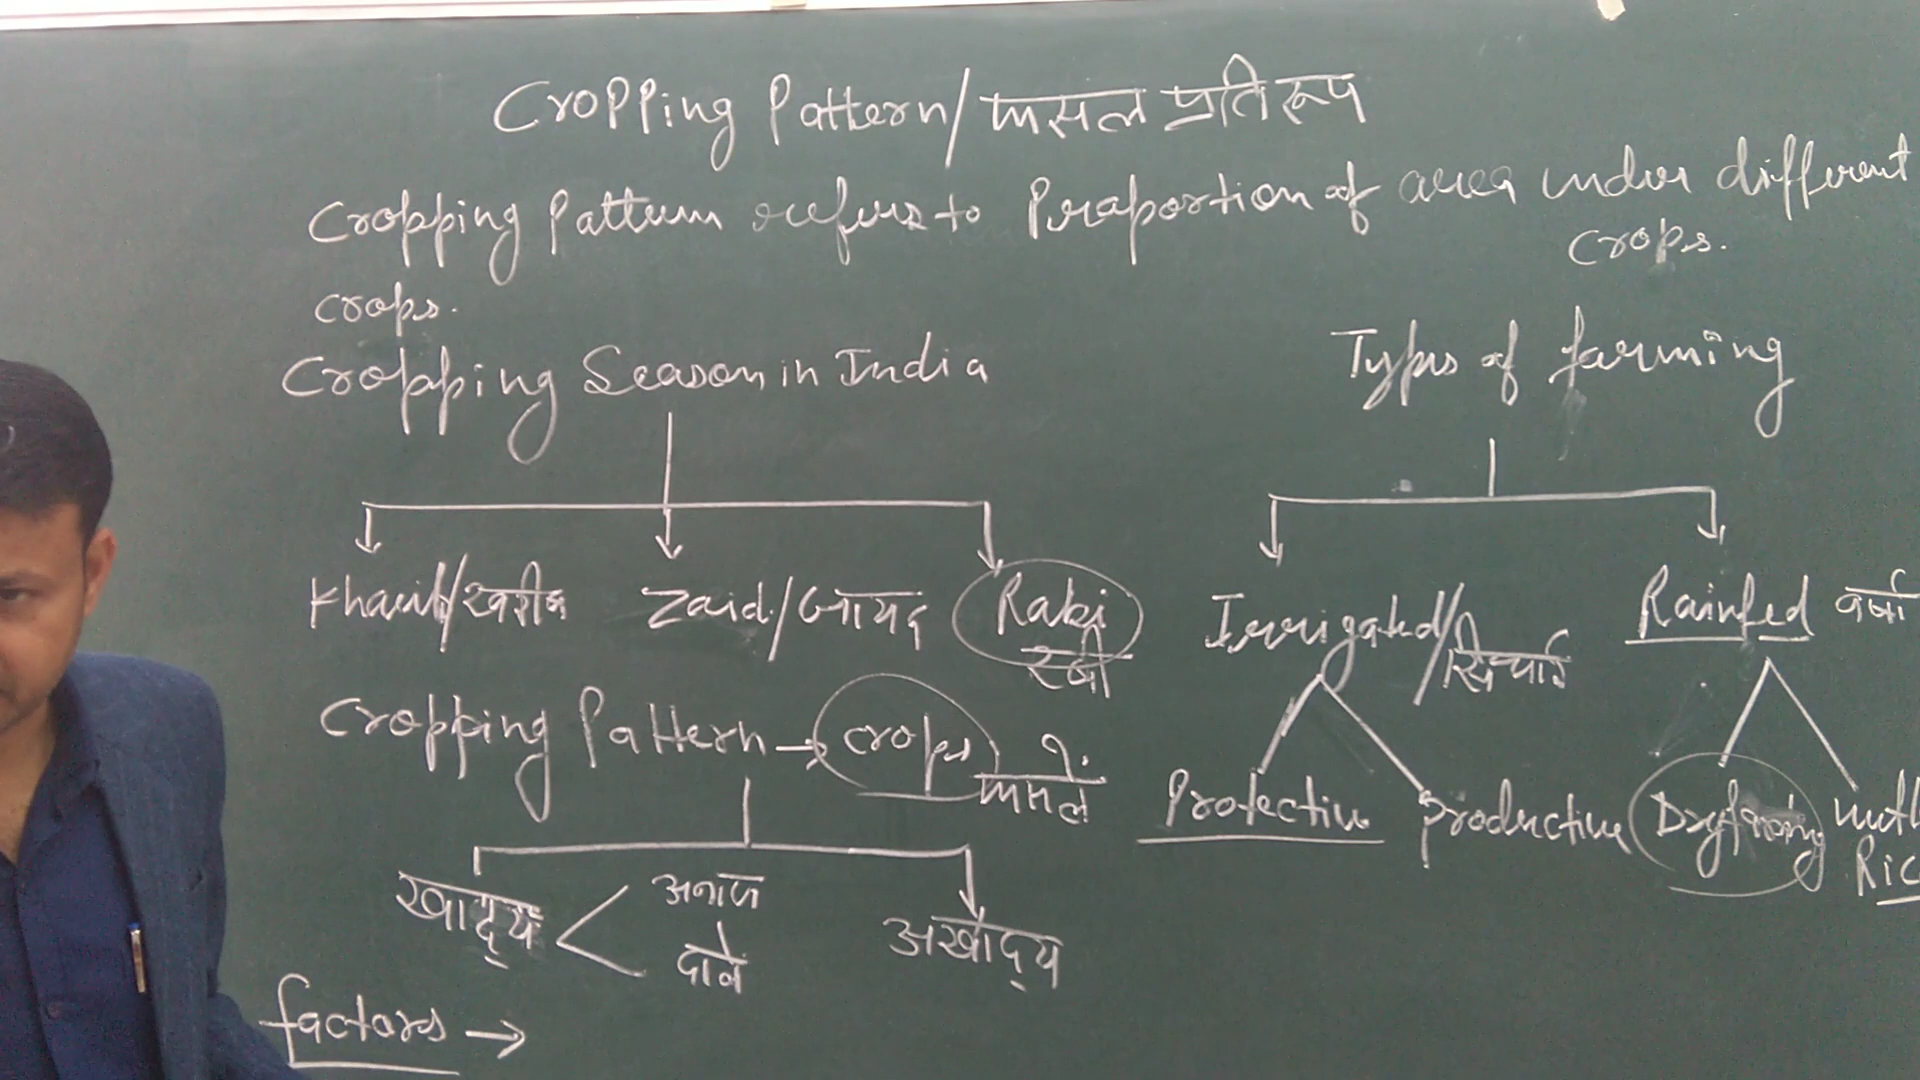 Cropping Pattern/फसल प्रतिरूप
Cropping Pattern refers to Proportion of area under different
crops.
crops.
Cropping Season in India
Types of farming
Kharif/खरीफ Zaid/जायद Rabi
रबी
Irrigated/सिंचाई Rainfed वर्षा
Cropping Pattern → crops फसलें
Protective Productive Dryfarming
खाद्य < अनाज
दालें
अखाद्य
factors →